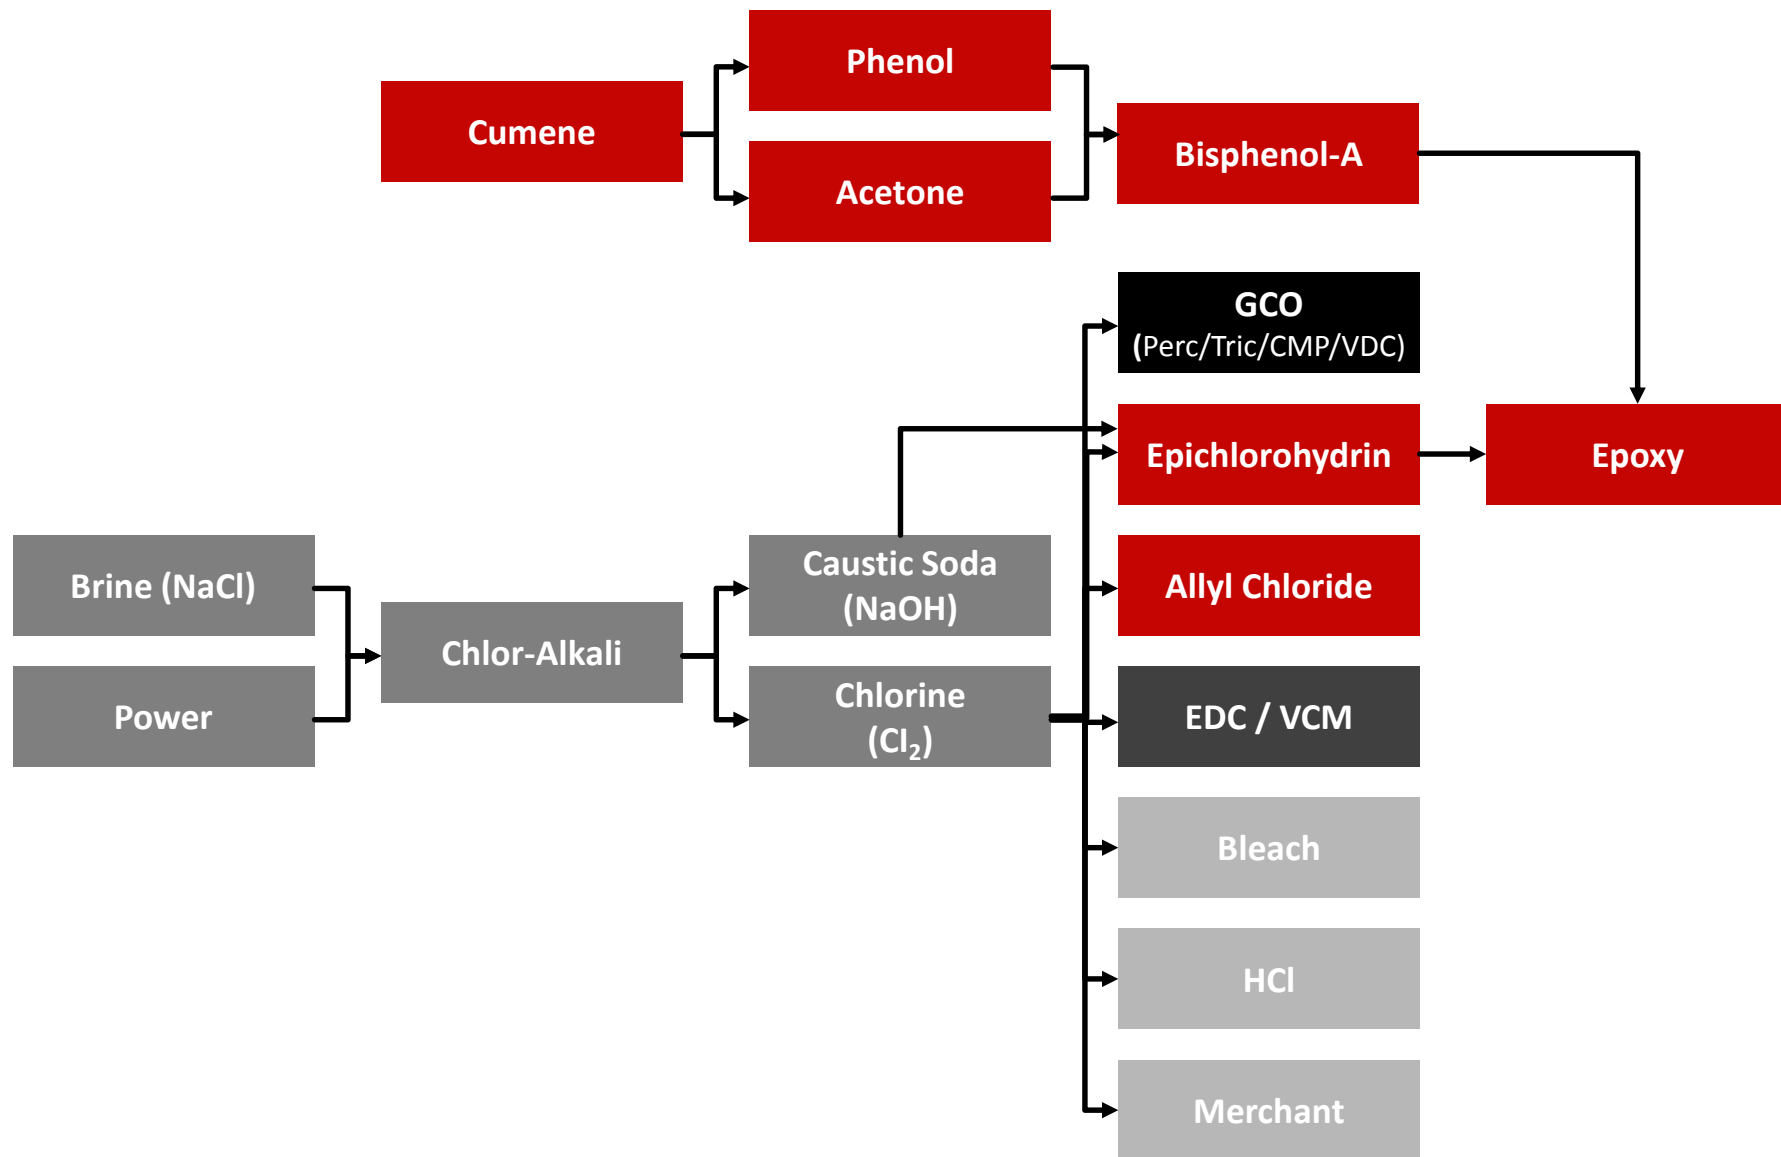 Phenol
Cumene
Acetone
Bisphenol-A
GCO
(Perc/Tric/CMP/VDC)
Epichlorohydrin
Epoxy
Brine (NaCl)
Caustic Soda
(NaOH)
Allyl Chloride
Chlor-Alkali
Power
Chlorine
(Cl₂)
EDC / VCM
Bleach
HCl
Merchant